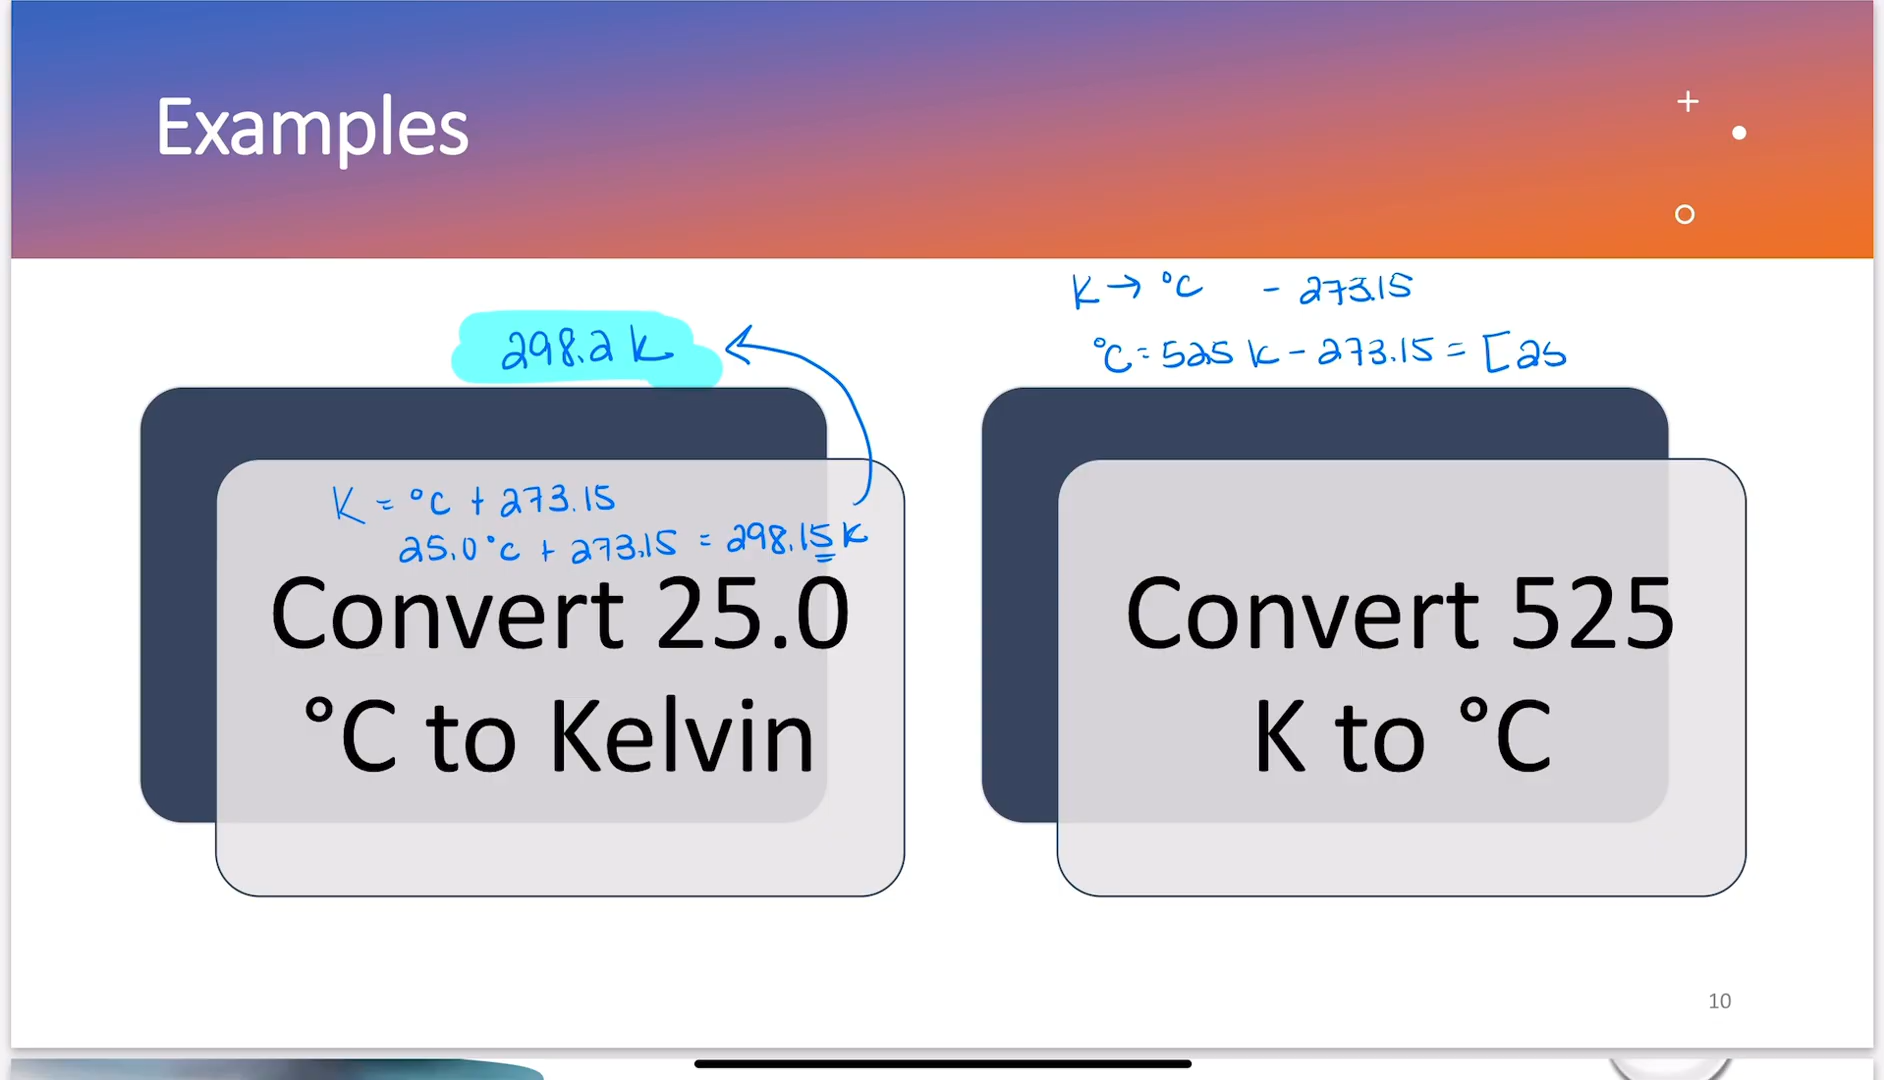 Examples
K → °C - 273.15
298.2 K
°C = 525 K - 273.15 = [25
K = °C + 273.15
25.0 °C + 273.15 = 298.15 K
Convert 25.0
°C to Kelvin
Convert 525
K to °C
10